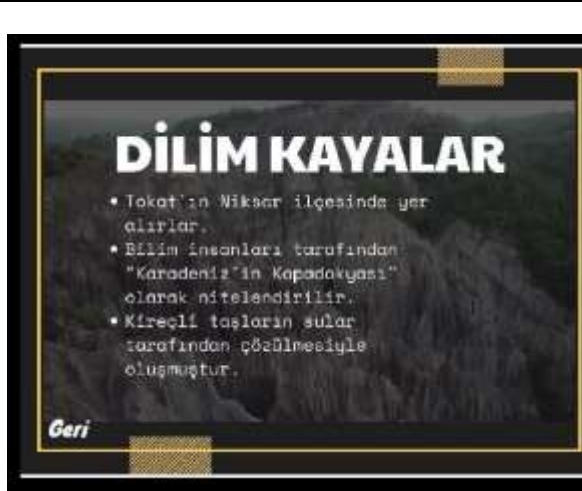 DİLİM KAYALAR
• Tokat'ın Niksar ilçesinde yer
alırlar.
• Bilim insanları tarafından
"Karadeniz'in Kapadokyası"
olarak nitelendirilir.
• Kireçli taşların sular
tarafından çözülmesiyle
oluşmuştur.
Geri